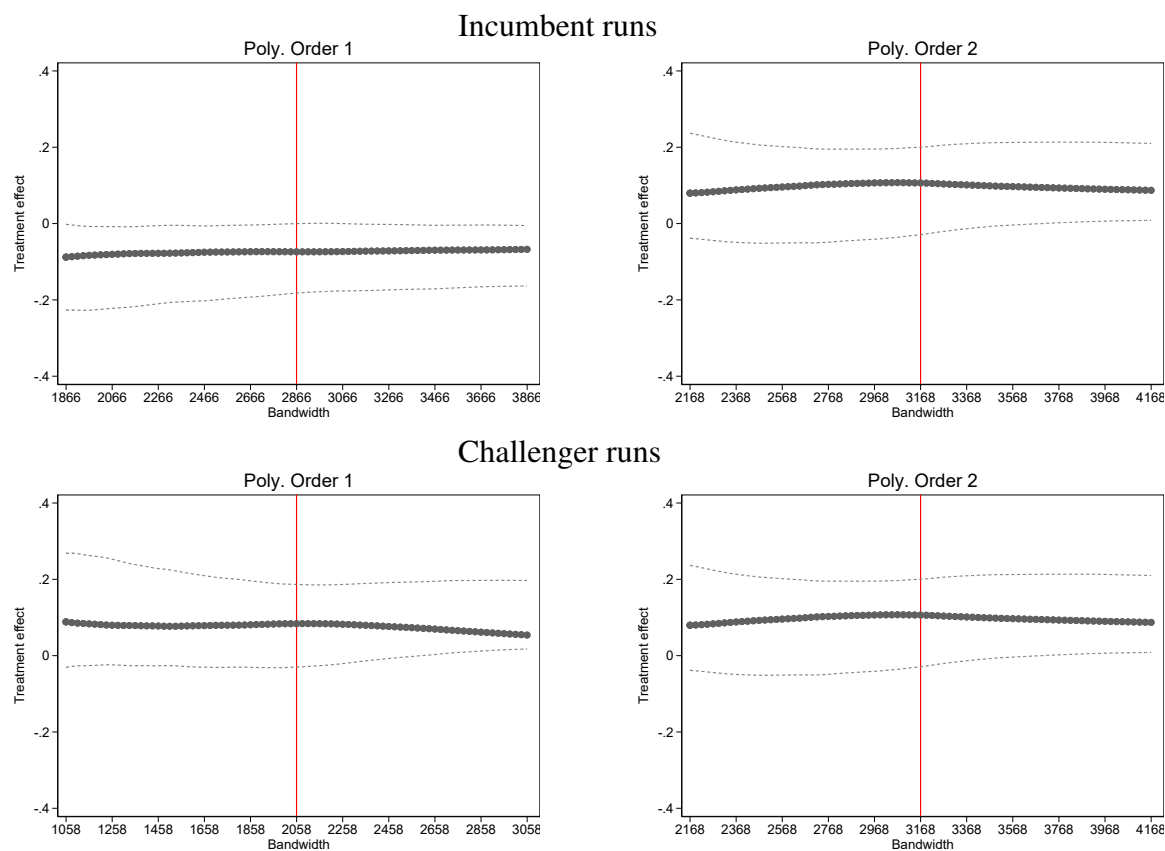 Incumbent runs
Poly. Order 1
.4
.2
0
-.2
-.4
Treatment effect
1866 2066 2266 2466 2666 2866 3066 3266 3466 3666 3866
Bandwidth
Poly. Order 2
.4
.2
0
-.2
-.4
Treatment effect
2168 2368 2568 2768 2968 3168 3368 3568 3768 3968 4168
Bandwidth
Challenger runs
Poly. Order 1
.4
.2
0
-.2
-.4
Treatment effect
1058 1258 1458 1658 1858 2058 2258 2458 2658 2858 3058
Bandwidth
Poly. Order 2
.4
.2
0
-.2
-.4
Treatment effect
2168 2368 2568 2768 2968 3168 3368 3568 3768 3968 4168
Bandwidth